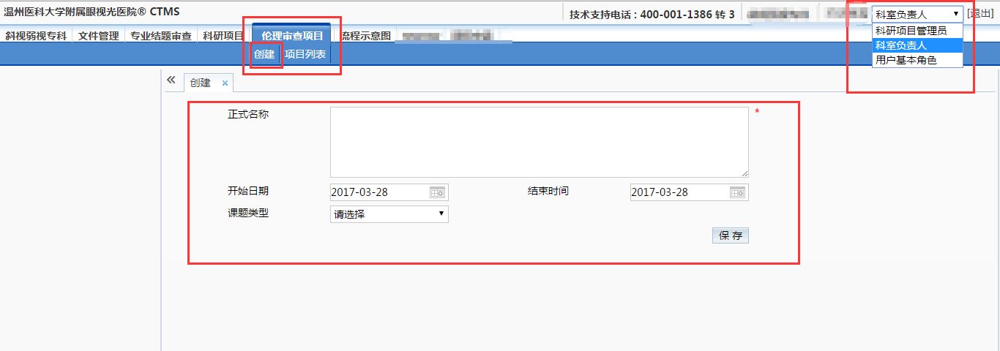 温州医科大学附属眼视光医院® CTMS
技术支持电话 : 400-001-1386 转 3
科室负责人
[退出]
科研项目管理员
科室负责人
用户基本角色
斜视弱视专科 文件管理 专业结题审查 科研项目 伦理审查项目 流程示意图
创建 项目列表
创建
正式名称
*
开始日期 2017-03-28 结束时间 2017-03-28
课题类型 请选择
保 存